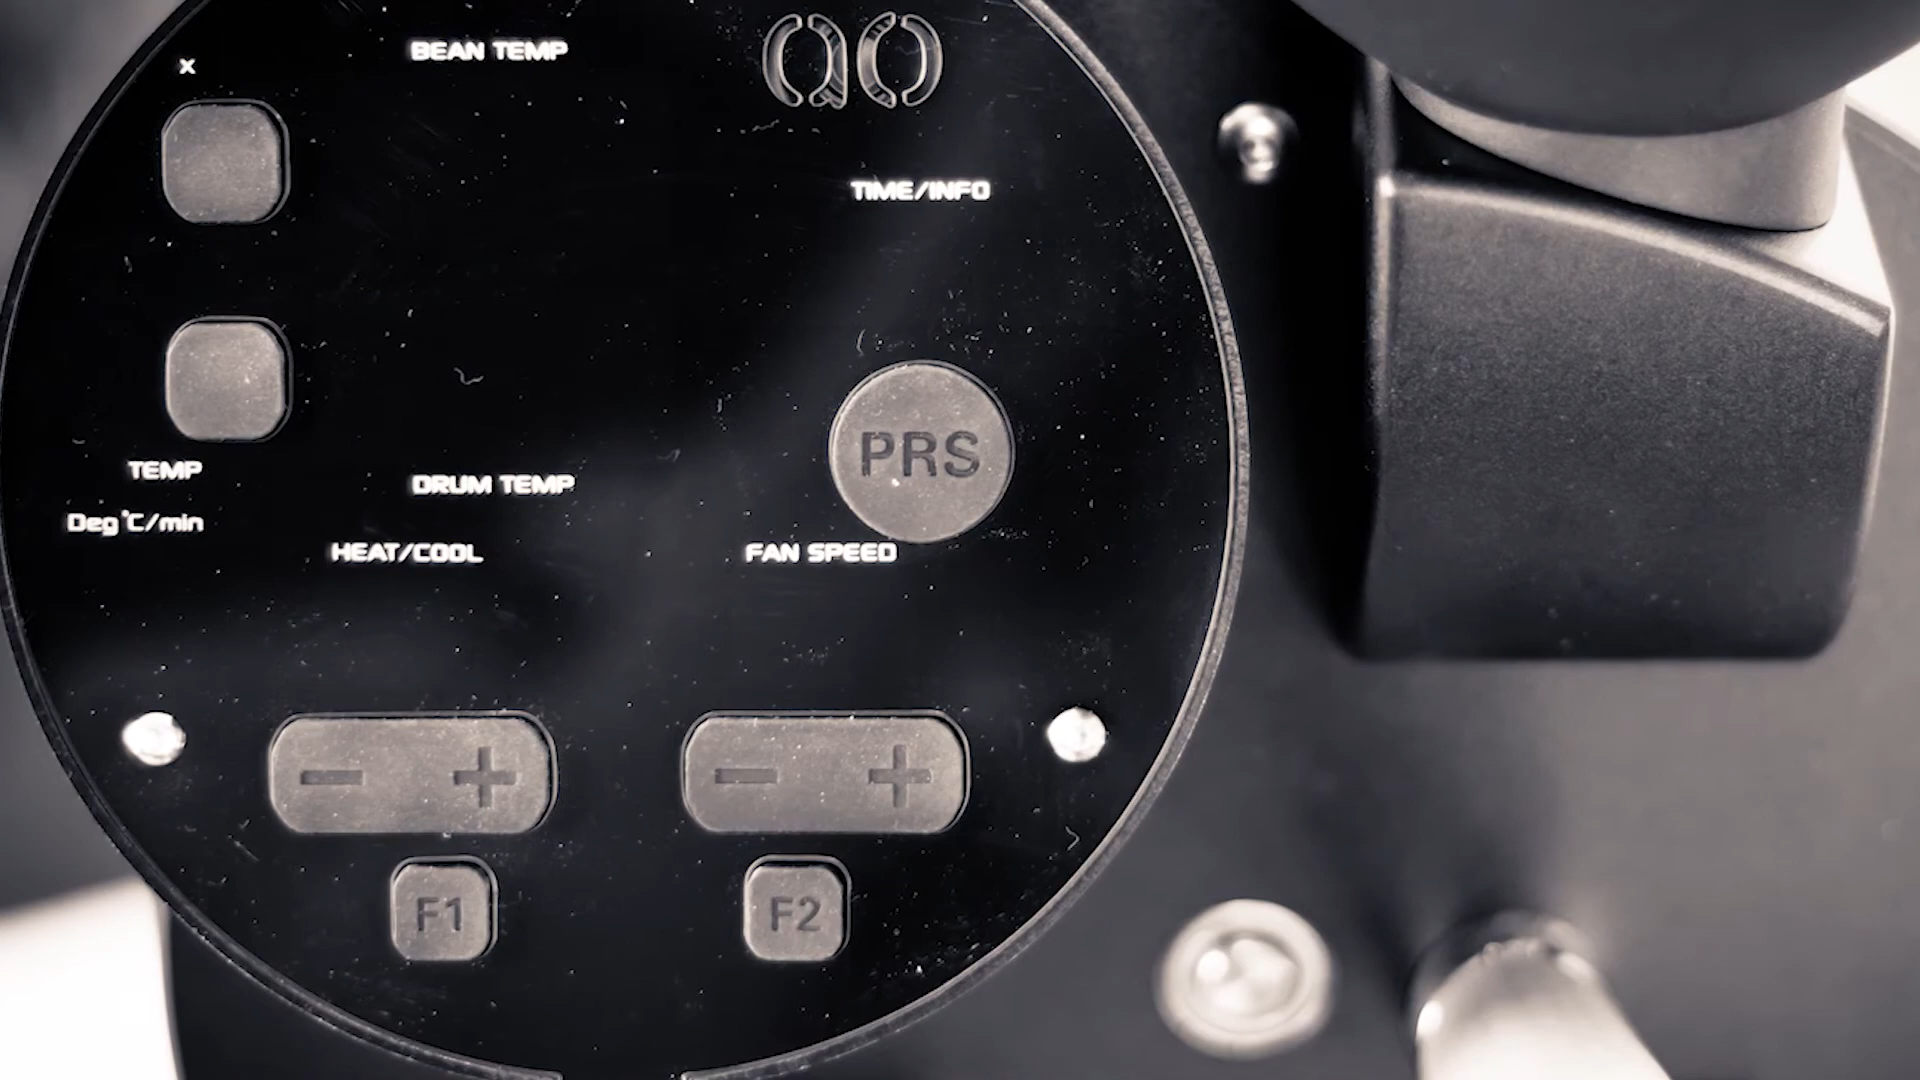 BEAN TEMP
x
TIME/INFO
PRS
TEMP
DRUM TEMP
Deg°C/min
HEAT/COOL
FAN SPEED
- +
- +
F1
F2